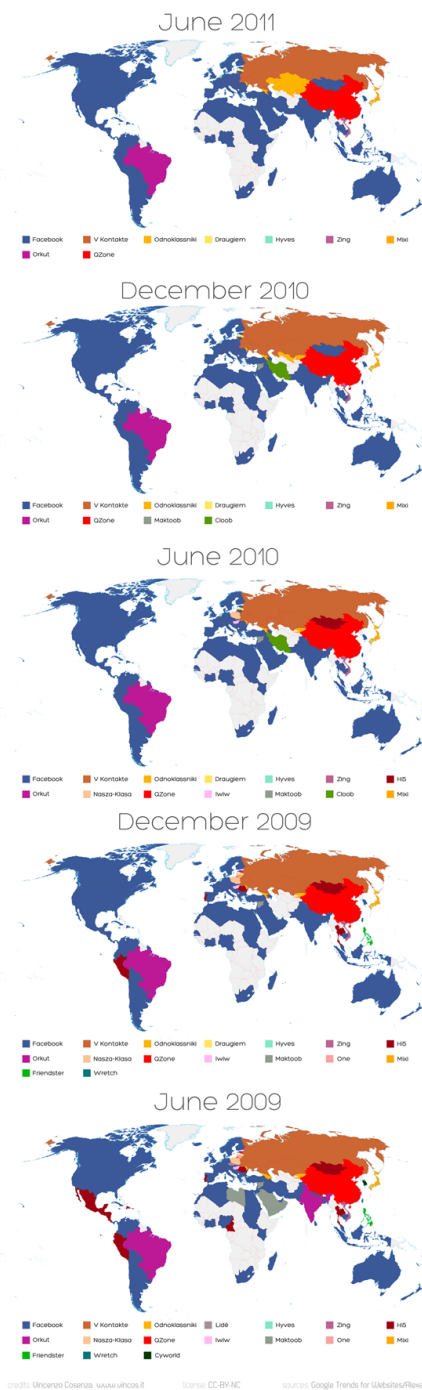 June 2011
Facebook V Kontakte Odnoklassniki Draugiem Hyves Zing Mixi
Orkut QZone
December 2010
Facebook V Kontakte Odnoklassniki Draugiem Hyves Zing Mixi
Orkut QZone Maktoob Cloob
June 2010
Facebook V Kontakte Odnoklassniki Draugiem Hyves Zing Hi5
Orkut Nasza-Klasa QZone Iwiw Maktoob Cloob Mixi
December 2009
Facebook V Kontakte Odnoklassniki Draugiem Hyves Zing Hi5
Orkut Nasza-Klasa QZone Iwiw Maktoob One Mixi
Friendster Wretch
June 2009
Facebook V Kontakte Odnoklassniki Lidé Hyves Zing Hi5
Orkut Nasza-Klasa QZone Iwiw Maktoob One Mixi
Friendster Wretch Cyworld
credits: Vincenzo Cosenza www.vincos.it license: CC-BY-NC sources: Google Trends for Websites/Alexa